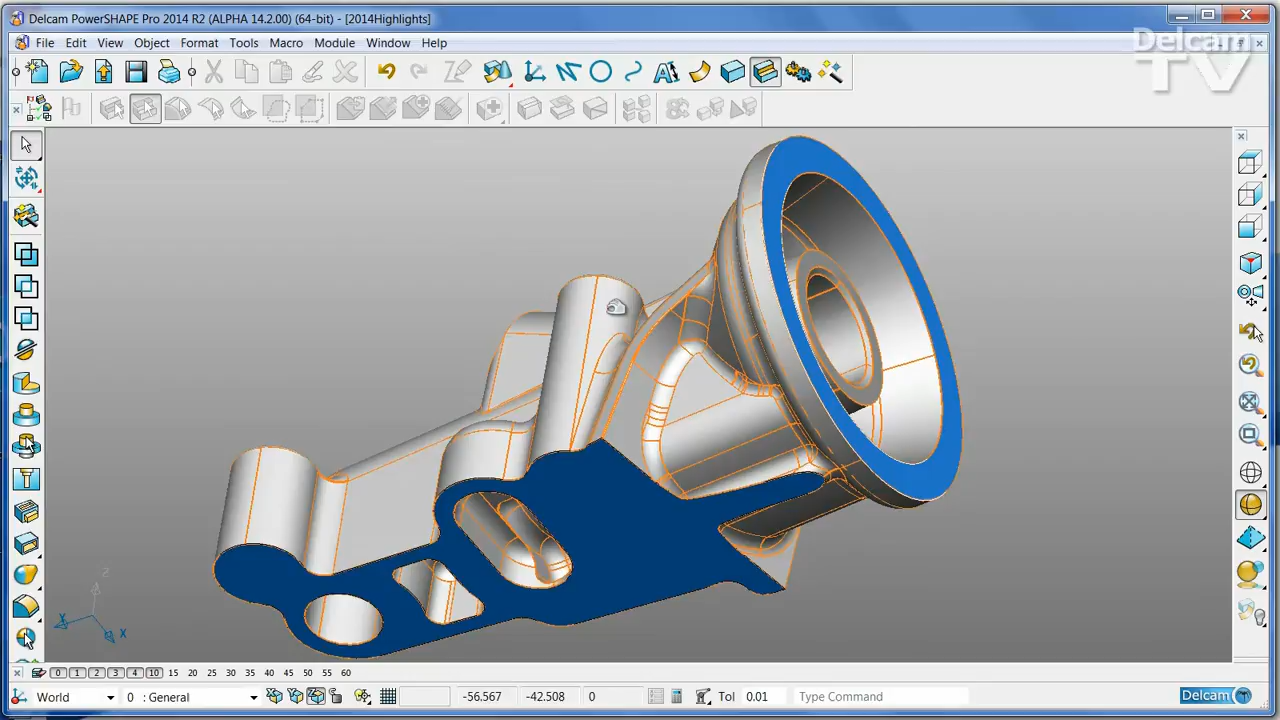 Delcam PowerSHAPE Pro 2014 R2 (ALPHA 14.2.00) (64-bit) - [2014Highlights]
Delcam
TV
File Edit View Object Format Tools Macro Module Window Help
Z
X
X
0 1 2 3 4 10 15 20 25 30 35 40 45 50 55 60
World 0 : General -56.567 -42.508 0 Tol 0.01 Type Command Delcam